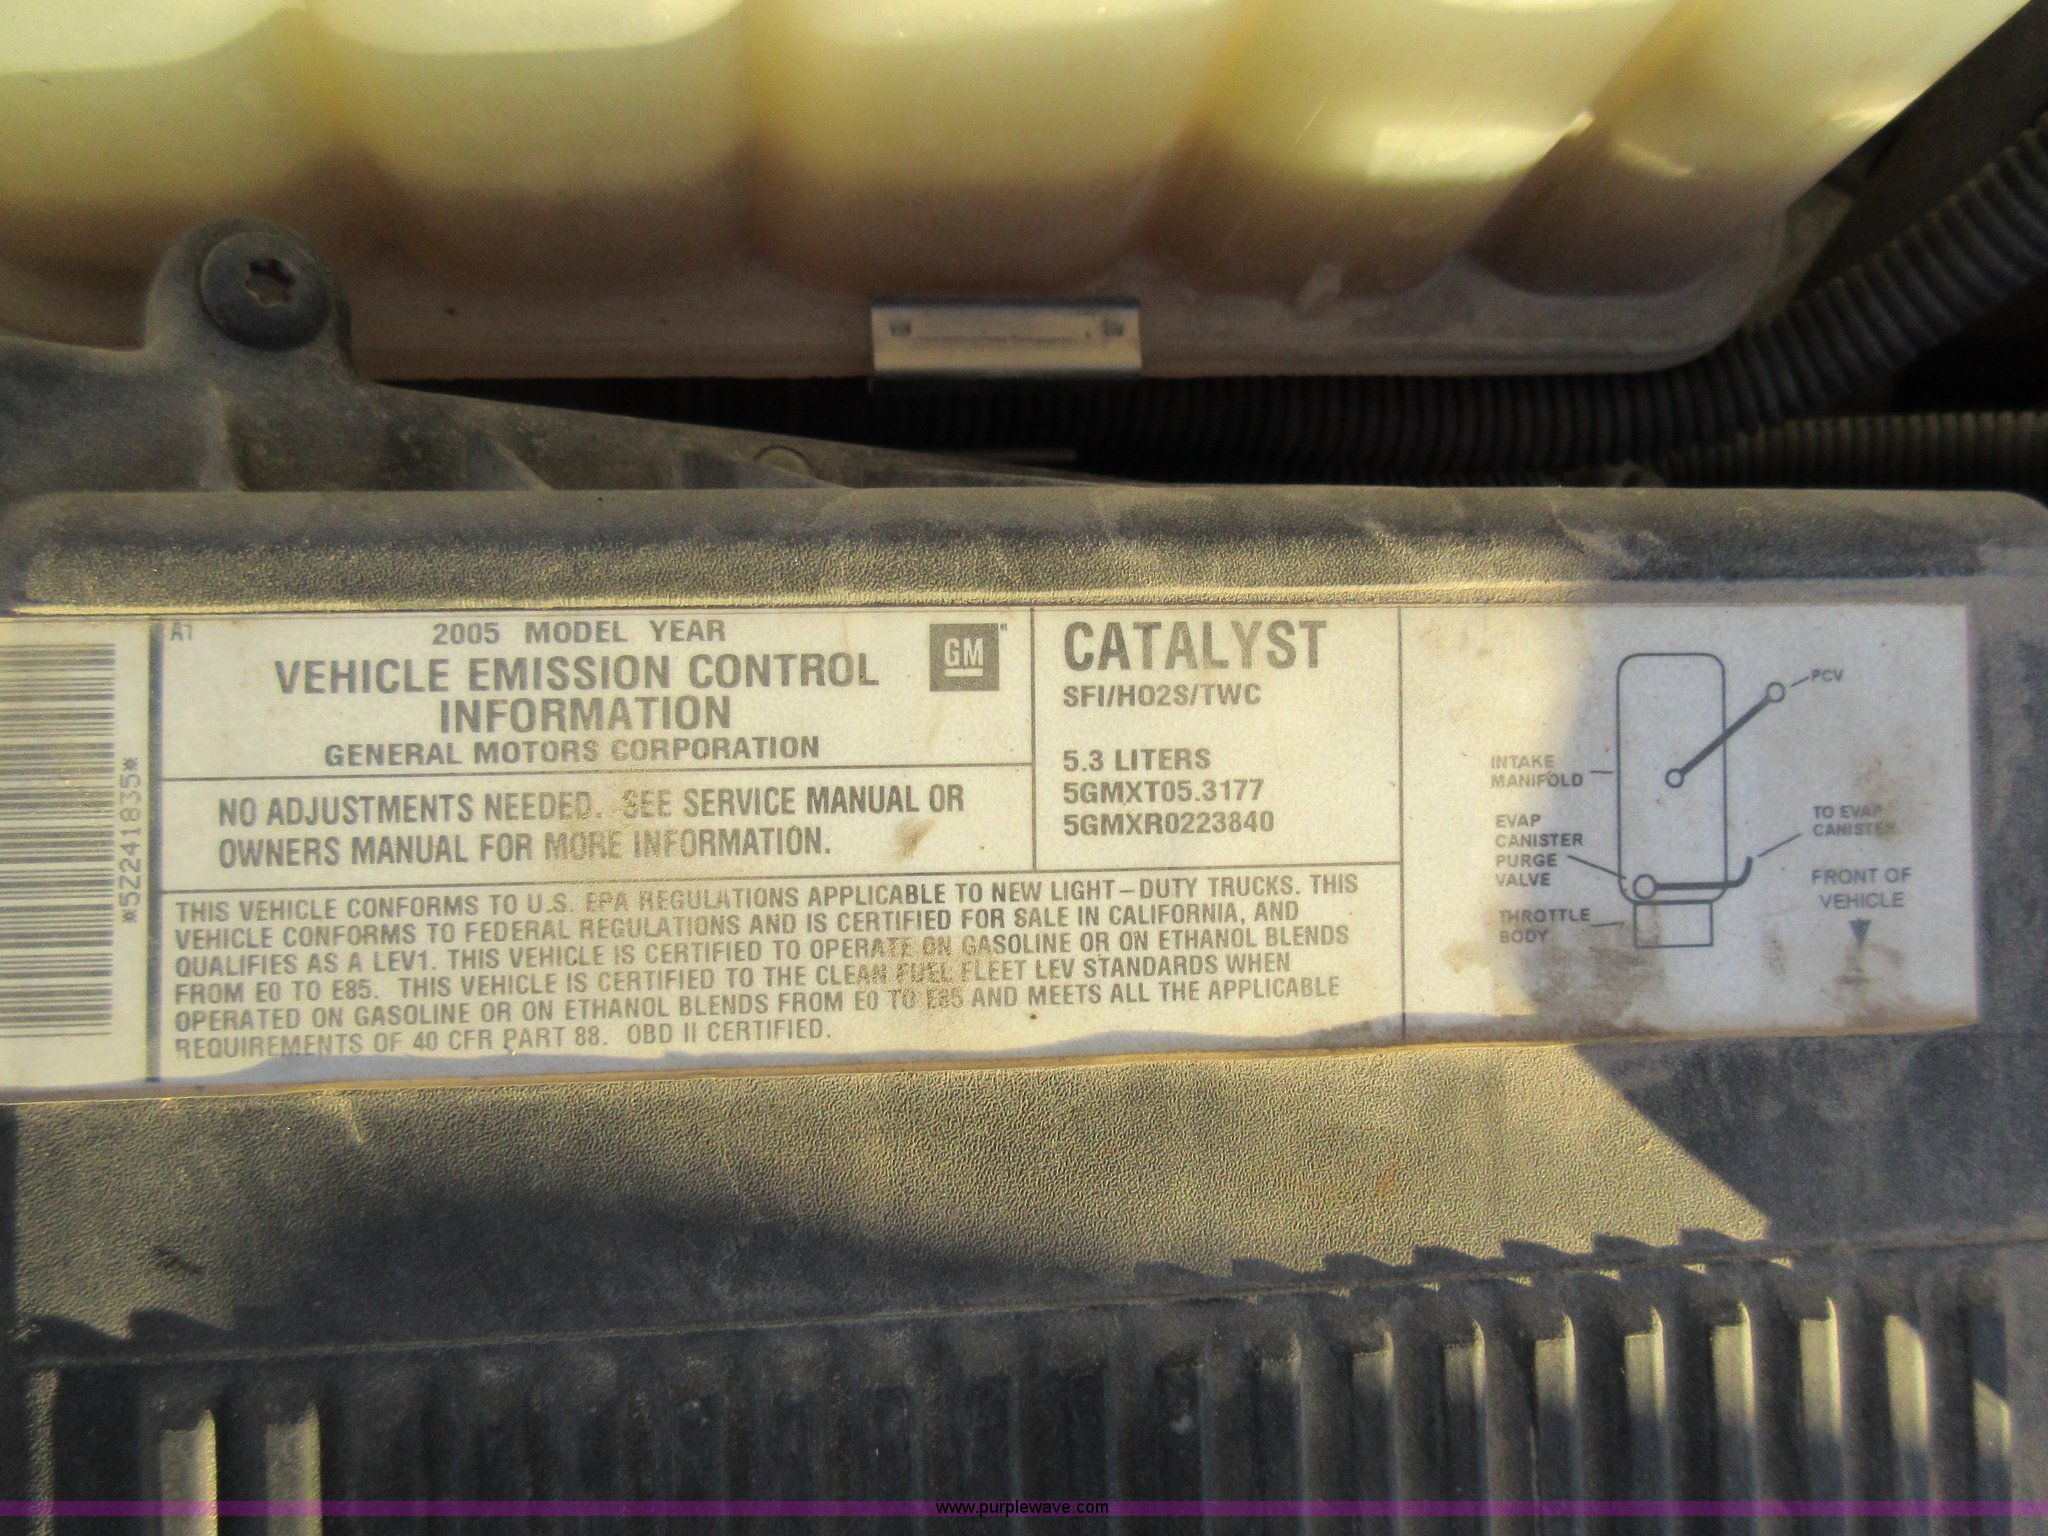 A1
2005 MODEL YEAR
VEHICLE EMISSION CONTROL
INFORMATION
GENERAL MOTORS CORPORATION
GM
NO ADJUSTMENTS NEEDED. SEE SERVICE MANUAL OR
OWNERS MANUAL FOR MORE INFORMATION.
CATALYST
SFI/HO2S/TWC
5.3 LITERS
5GMXT05.3177
5GMXR0223840
THIS VEHICLE CONFORMS TO U.S. EPA REGULATIONS APPLICABLE TO NEW LIGHT-DUTY TRUCKS. THIS
VEHICLE CONFORMS TO FEDERAL REGULATIONS AND IS CERTIFIED FOR SALE IN CALIFORNIA, AND
QUALIFIES AS A LEV1. THIS VEHICLE IS CERTIFIED TO OPERATE ON GASOLINE OR ON ETHANOL BLENDS
FROM E0 TO E85. THIS VEHICLE IS CERTIFIED TO THE CLEAN FUEL FLEET LEV STANDARDS WHEN
OPERATED ON GASOLINE OR ON ETHANOL BLENDS FROM E0 TO E85 AND MEETS ALL THE APPLICABLE
REQUIREMENTS OF 40 CFR PART 88. OBD II CERTIFIED.
*52241835*
PCV
INTAKE
MANIFOLD
EVAP
CANISTER
PURGE
VALVE
THROTTLE
BODY
TO EVAP
CANISTER
FRONT OF
VEHICLE
www.purplewave.com